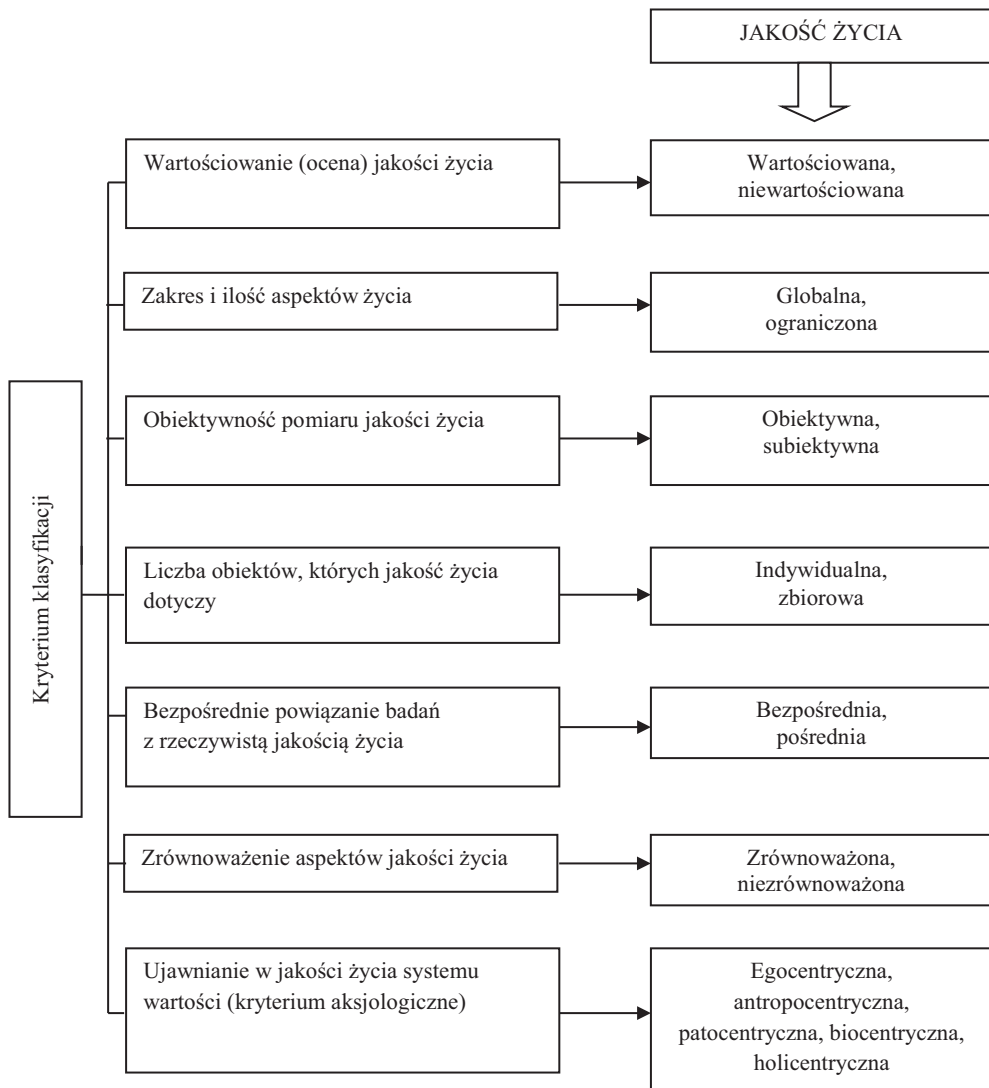 JAKOŚĆ ŻYCIA
Kryterium klasyfikacji
Wartościowanie (ocena) jakości życia
Wartościowana,
niewartościowana
Zakres i ilość aspektów życia
Globalna,
ograniczona
Obiektywność pomiaru jakości życia
Obiektywna,
subiektywna
Liczba obiektów, których jakość życia
dotyczy
Indywidualna,
zbiorowa
Bezpośrednie powiązanie badań
z rzeczywistą jakością życia
Bezpośrednia,
pośrednia
Zrównoważenie aspektów jakości życia
Zrównoważona,
niezrównoważona
Ujawnianie w jakości życia systemu
wartości (kryterium aksjologiczne)
Egocentryczna,
antropocentryczna,
patocentryczna, biocentryczna,
holicentryczna